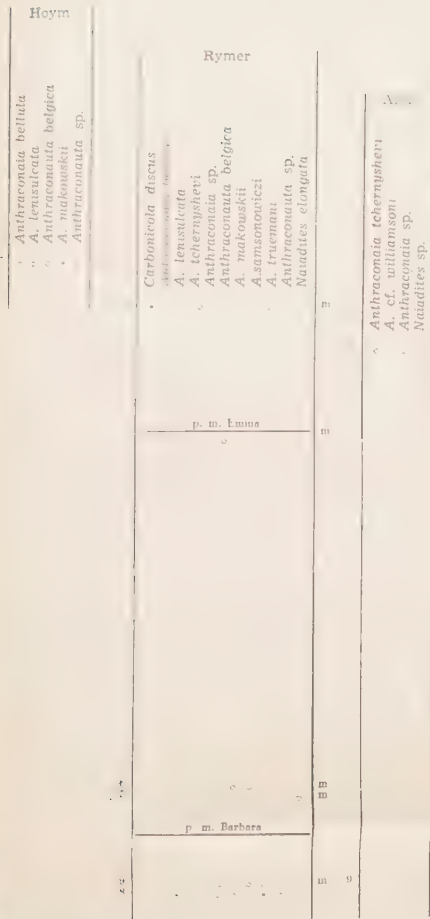 Hoym
Anthraconaia bellula
A. lenisulcata
Anthraconauta belgica
A. makowskii
Anthraconauta sp.
Rymer
Carbonicola discus
A. lenisulcata
A. tchernyshevi
Anthraconaia sp.
Anthraconauta belgica
A. makowskii
A.samsonowiczi
A. truemani
Anthraconauta sp.
Naiadites elongata
m
p. m. Emma
m
m
m
p m. Barbara
m 9
A.
Anthraconaia tchernyshevi
A. cf. williamsoni
Anthraconaia sp.
Naiadites sp.